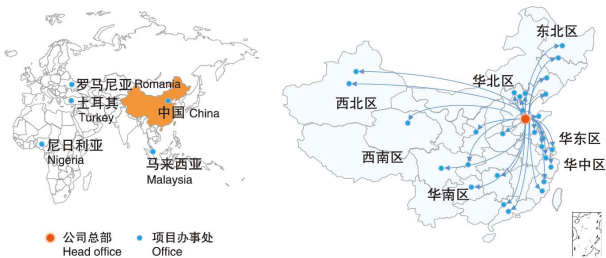 罗马尼亚 Romania
土耳其
Turkey
中国 China
尼日利亚
Nigeria
马来西亚
Malaysia
公司总部
Head office
项目办事处
Office
东北区
华北区
西北区
华东区
西南区
华中区
华南区